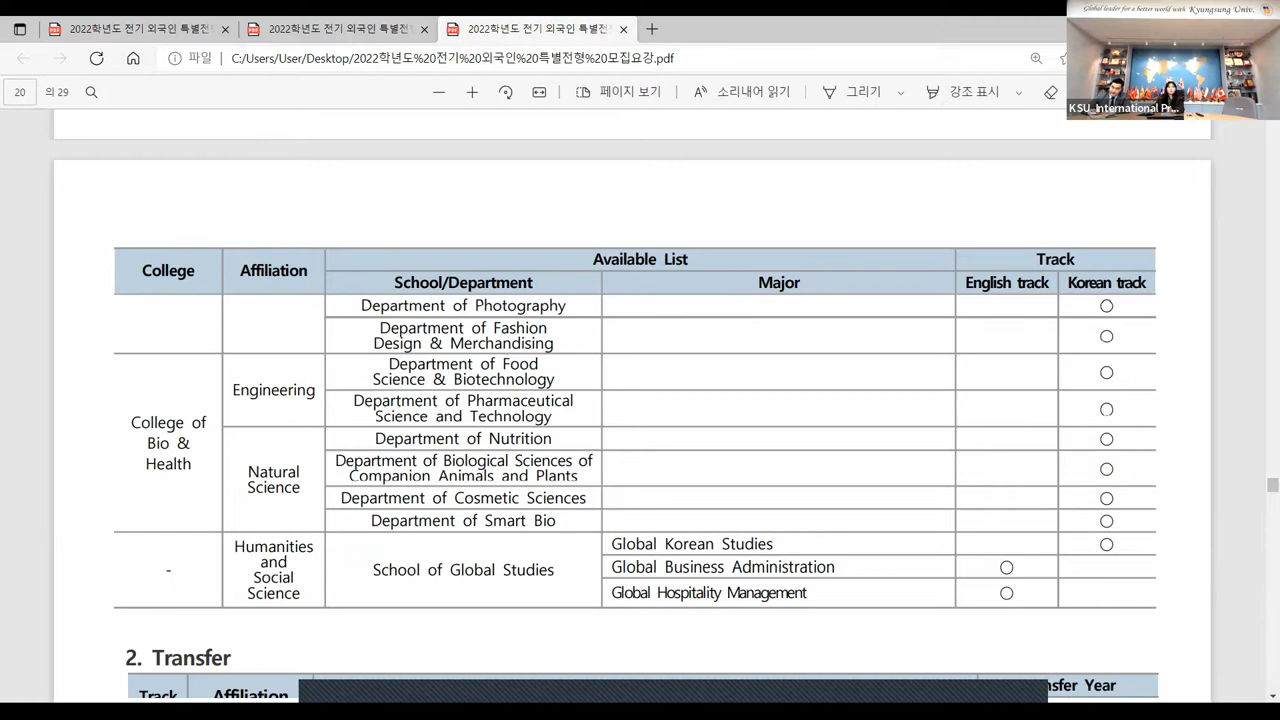 2022학년도 전기 외국인 특별전형
2022학년도 전기 외국인 특별전형
2022학년도 전기 외국인 특별전형 모
파일 C:/Users/User/Desktop/2022학년도%20전기%20외국인%20특별전형%20모집요강.pdf
20 의 29 페이지 보기 소리내어 읽기 그리기 강조 표시
Global leader for a better world with Kyungsung Univ.
KSU_International Pr...
College Affiliation Available List Track
School/Department Major English track Korean track
Department of Photography ○
Department of Fashion
Design & Merchandising ○
College of
Bio &
Health
Engineering
Department of Food
Science & Biotechnology ○
Department of Pharmaceutical
Science and Technology ○
Natural
Science
Department of Nutrition ○
Department of Biological Sciences of
Companion Animals and Plants ○
Department of Cosmetic Sciences ○
Department of Smart Bio ○
-
Humanities
and
Social
Science
School of Global Studies
Global Korean Studies ○
Global Business Administration ○
Global Hospitality Management ○
2. Transfer
Track Affiliation nsfer Year